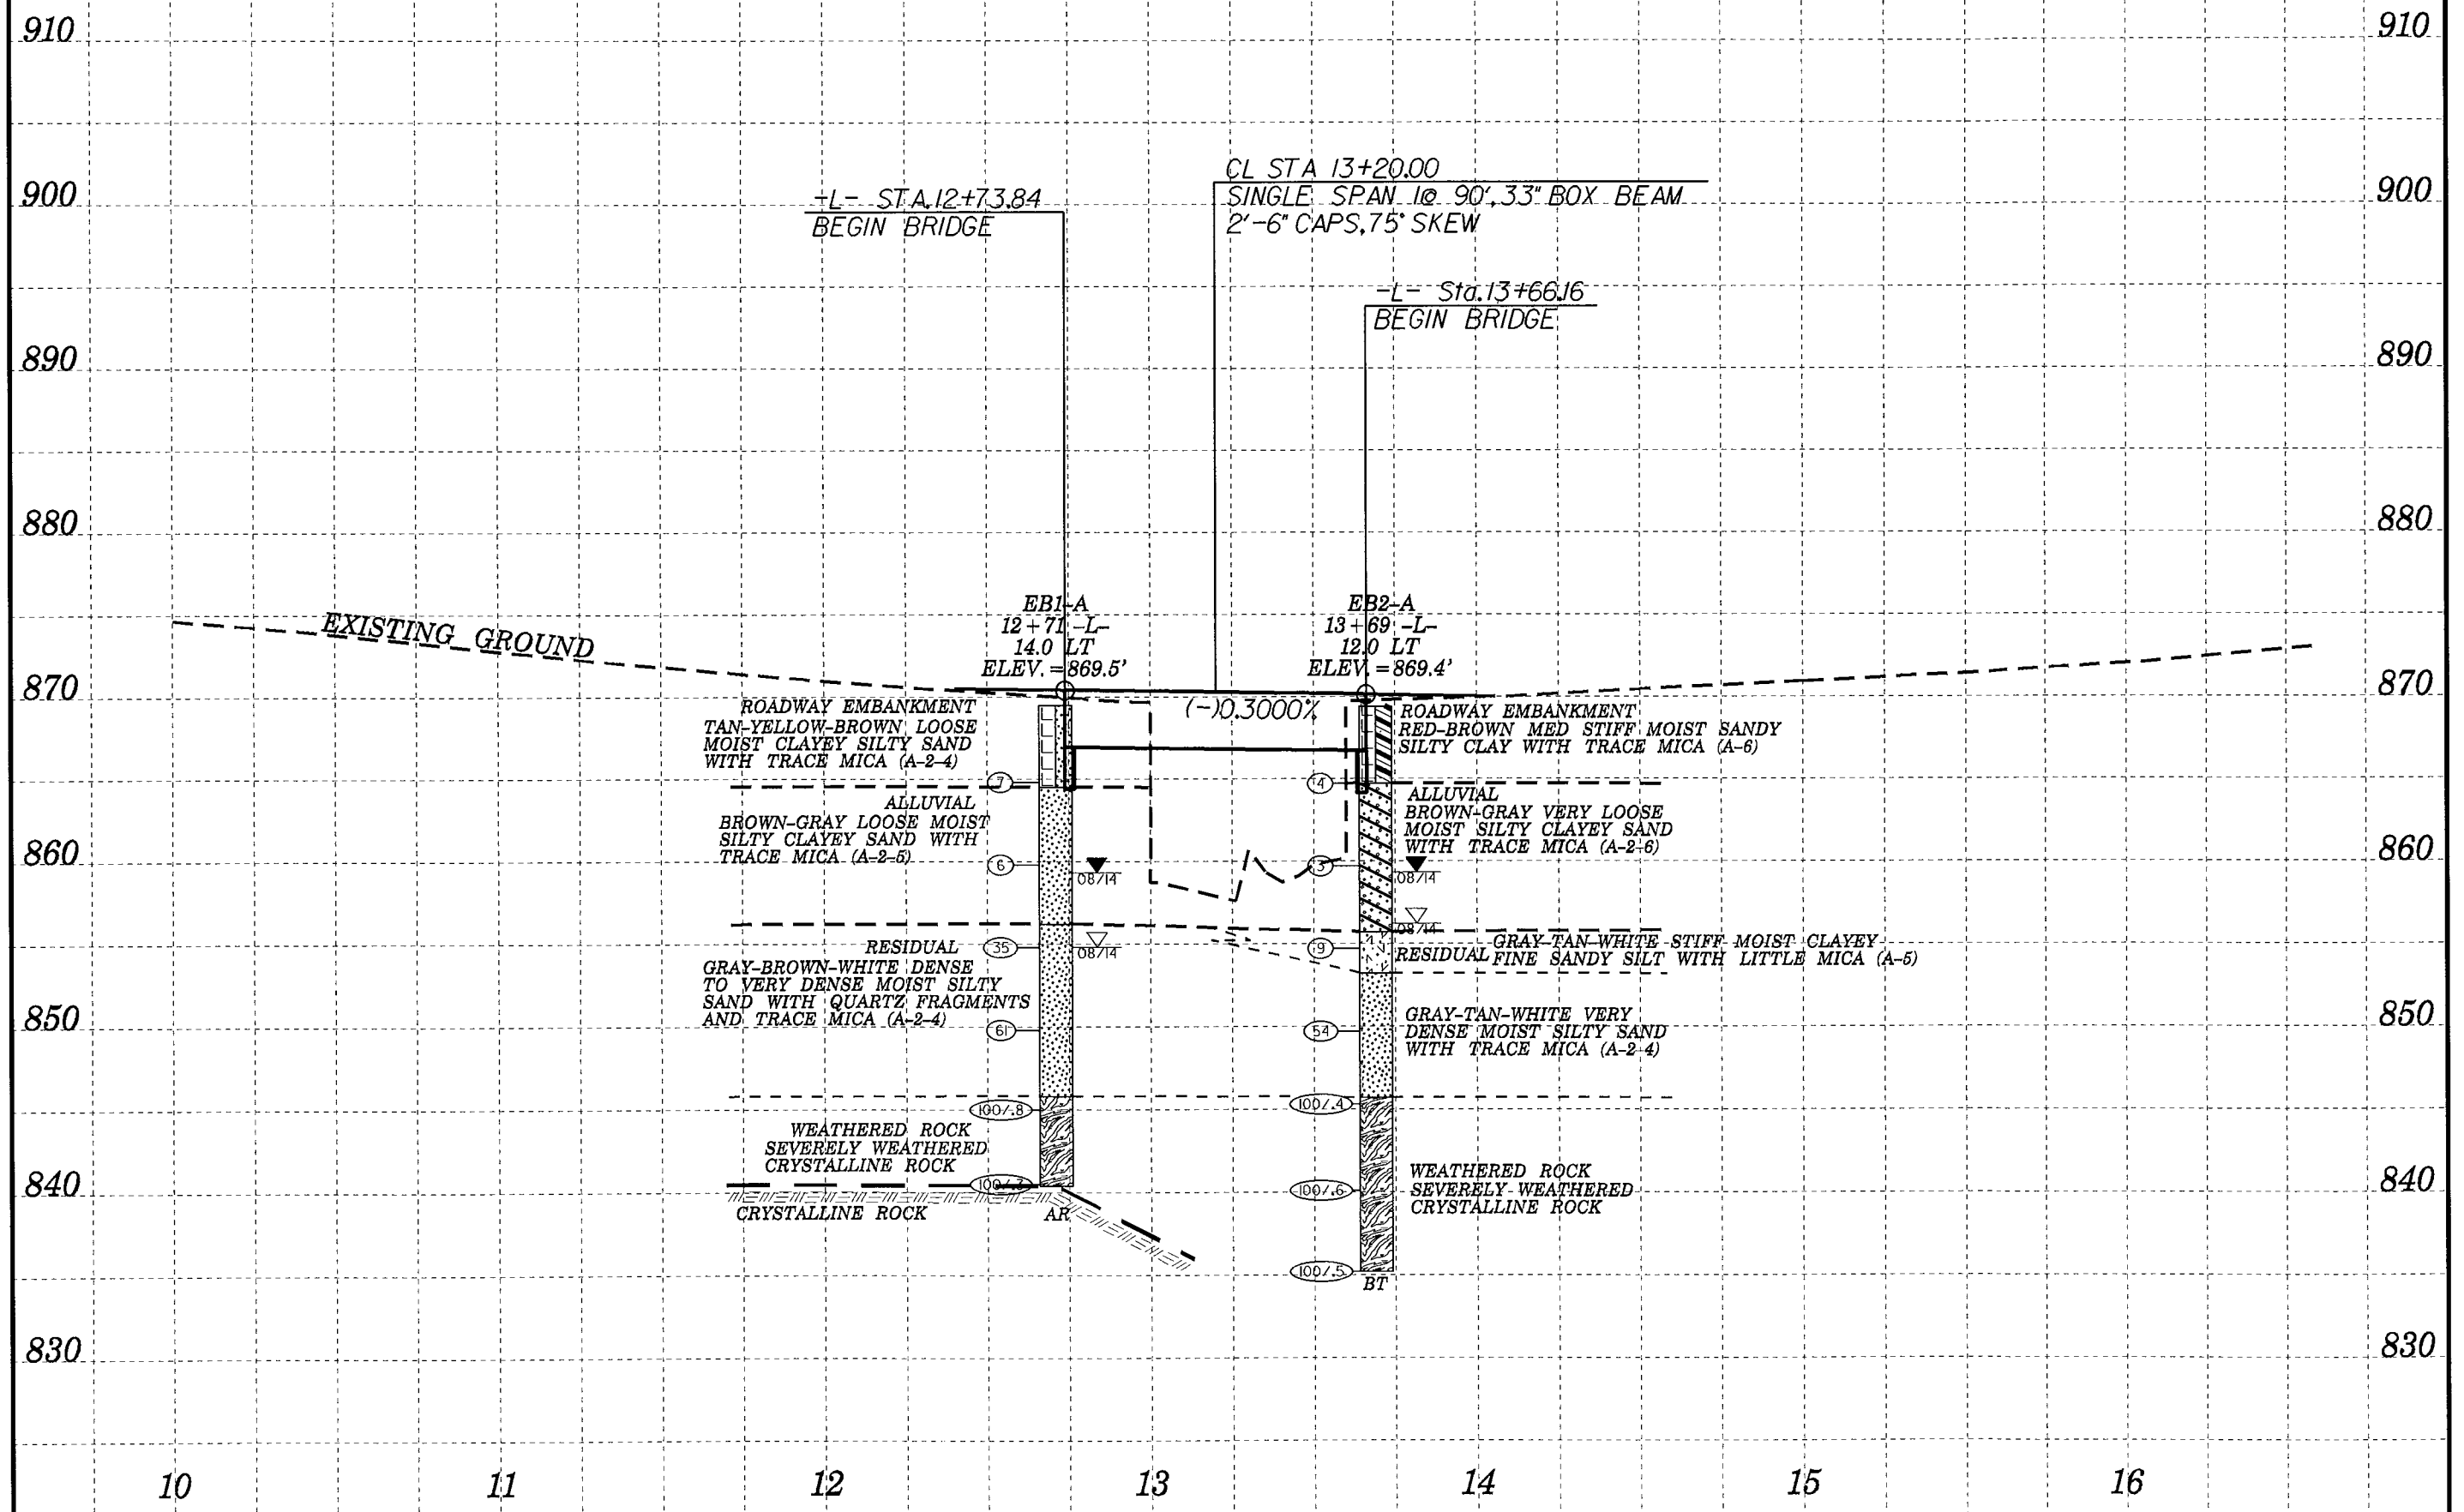 910 910
CL STA 13+20.00
900 -L- STA.12+73.84 SINGLE SPAN 1@ 90', 33" BOX BEAM 900
BEGIN BRIDGE 2'-6" CAPS, 75° SKEW
-L- Sta.13+66.16
BEGIN BRIDGE
890 890
880 880
EB1-A
12+71 -L-
14.0 LT
ELEV.=869.5'
EB2-A
13+69 -L-
12.0 LT
ELEV.=869.4'
EXISTING GROUND
870 870
(-)0.3000%
ROADWAY EMBANKMENT
TAN-YELLOW-BROWN LOOSE
MOIST CLAYEY SILTY SAND
WITH TRACE MICA (A-2-4)
ROADWAY EMBANKMENT
RED-BROWN MED STIFF MOIST SANDY
SILTY CLAY WITH TRACE MICA (A-6)
7
4
ALLUVIAL
BROWN-GRAY LOOSE MOIST
SILTY CLAYEY SAND WITH
TRACE MICA (A-2-5)
ALLUVIAL
BROWN-GRAY VERY LOOSE
MOIST SILTY CLAYEY SAND
WITH TRACE MICA (A-2-6)
860 860
6
08/14
3
08/14
08/14
RESIDUAL
35
08/14
9
RESIDUAL
GRAY-TAN-WHITE STIFF MOIST CLAYEY
FINE SANDY SILT WITH LITTLE MICA (A-5)
GRAY-BROWN-WHITE DENSE
TO VERY DENSE MOIST SILTY
SAND WITH QUARTZ FRAGMENTS
AND TRACE MICA (A-2-4)
GRAY-TAN-WHITE VERY
DENSE MOIST SILTY SAND
WITH TRACE MICA (A-2-4)
850 850
61
54
100/.8
100/.4
WEATHERED ROCK
SEVERELY WEATHERED
CRYSTALLINE ROCK
WEATHERED ROCK
SEVERELY WEATHERED
CRYSTALLINE ROCK
840 840
100/.3
100/.6
CRYSTALLINE ROCK
AR
100/.5
BT
830 830
10 11 12 13 14 15 16